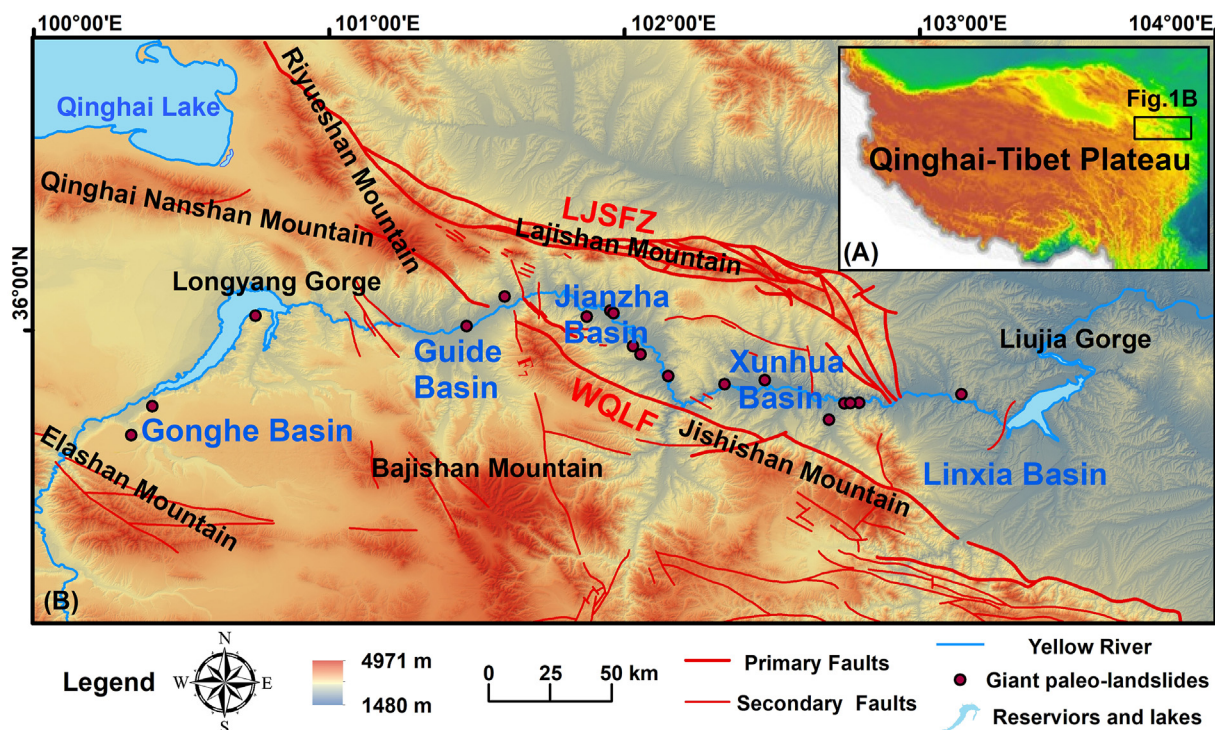 100°00'E
101°00'E
102°00'E
103°00'E
104°00'E
36°00'N
Qinghai Lake
Riyueshan Mountain
Qinghai Nanshan Mountain
Longyang Gorge
LJSFZ
Lajishan Mountain
Jianzha
Basin
Guide
Basin
F7
WQLF
Xunhua
Basin
Liujia Gorge
Gonghe Basin
Elashan Mountain
Bajishan Mountain
Jishishan Mountain
Linxia Basin
(B)
Fig.1B
Qinghai-Tibet Plateau
(A)
Legend
N
W
E
S
4971 m
1480 m
0
25
50 km
Primary Faults
Secondary Faults
Yellow River
Giant paleo-landslides
Reserviors and lakes